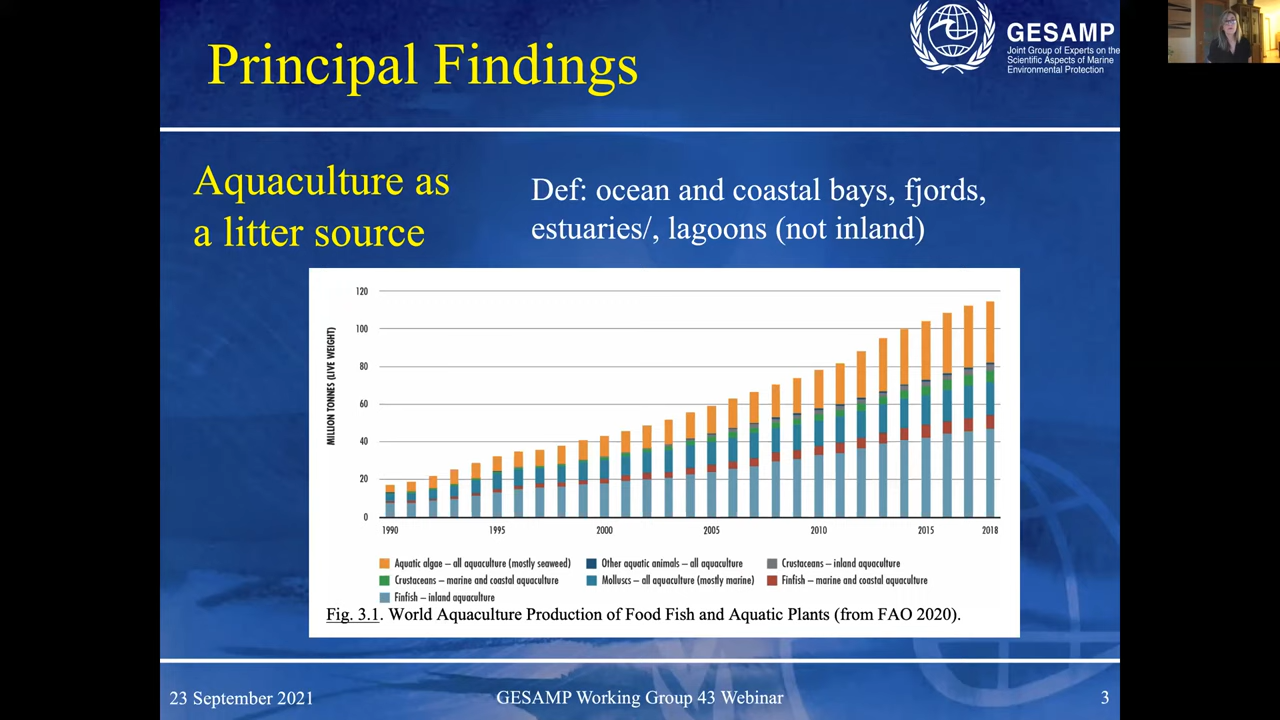 Principal Findings
GESAMP
Joint Group of Experts on the
Scientific Aspects of Marine
Environmental Protection
Aquaculture as
a litter source
Def: ocean and coastal bays, fjords,
estuaries/, lagoons (not inland)
MILLION TONNES (LIVE WEIGHT)
120
100
80
60
40
20
0
1990 1995 2000 2005 2010 2015 2018
Aquatic algae – all aquaculture (mostly seaweed) Other aquatic animals – all aquaculture Crustaceans – inland aquaculture
Crustaceans – marine and coastal aquaculture Molluscs – all aquaculture (mostly marine) Finfish – marine and coastal aquaculture
Finfish – inland aquaculture
Fig. 3.1. World Aquaculture Production of Food Fish and Aquatic Plants (from FAO 2020).
23 September 2021 GESAMP Working Group 43 Webinar 3